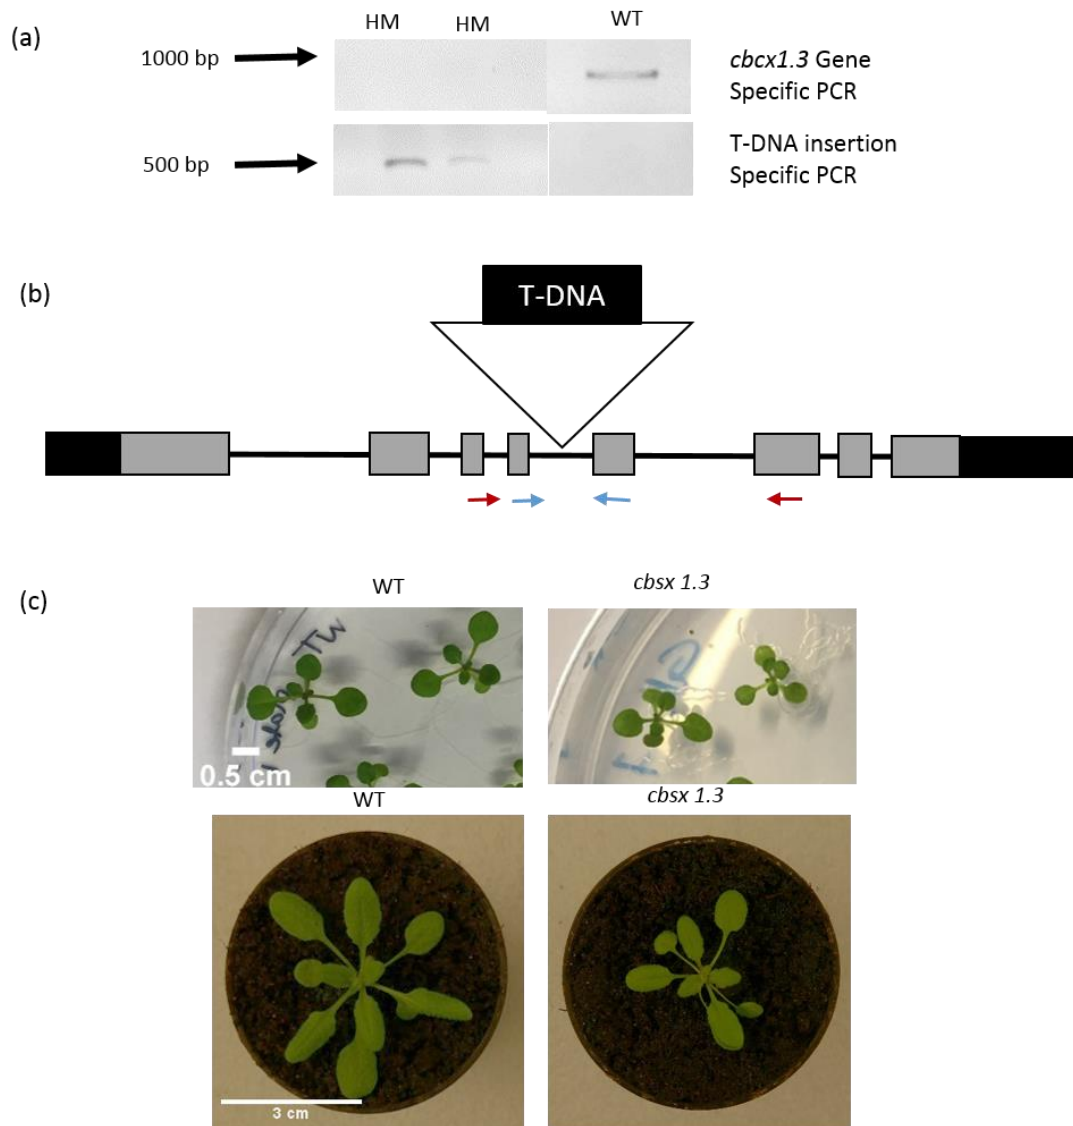 (a)
HM
HM
WT
1000 bp
cbcx1.3 Gene
Specific PCR
500 bp
T-DNA insertion
Specific PCR
(b)
T-DNA
(c)
WT
cbsx 1.3
WT
0.5 cm
WT
cbsx 1.3
3 cm